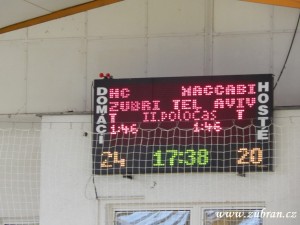 DOMÁCÍ
HC MACCABI
ZUBRI TEL AVIV
T II.POLOČAS T
1:46 1:46
24 17:38 20
HOSTÉ
www.zubran.cz